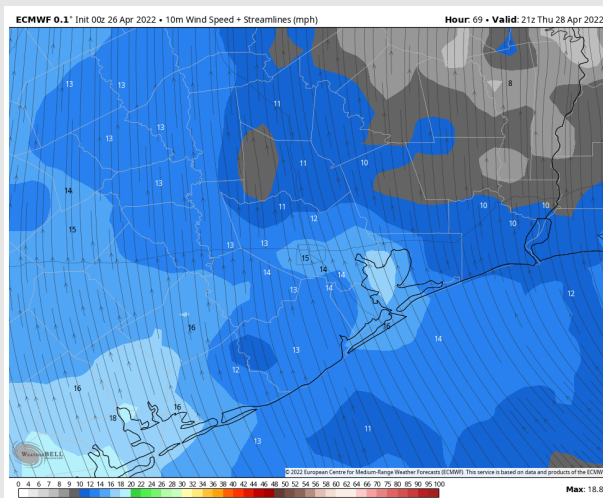 ECMWF 0.1° Init 00z 26 Apr 2022 • 10m Wind Speed + Streamlines (mph)
Hour: 69 • Valid: 21z Thu 28 Apr 2022
8
13 13
11
13
13
11 10
13
14
11 10 10
12 10
15
13 13
15
14 14 14
13 14
12
16 16
14
13
12
16
16
18
11
13
WeatherBELL
© 2022 European Centre for Medium-Range Weather Forecasts (ECMWF). This service is based on data and products of the ECMW
0 4 6 7 8 9 10 12 14 16 18 20 22 24 26 28 30 32 34 36 38 40 42 44 46 48 50 52 54 56 58 60 62 64 66 70 75 80 85 90 95 100
Max: 18.8